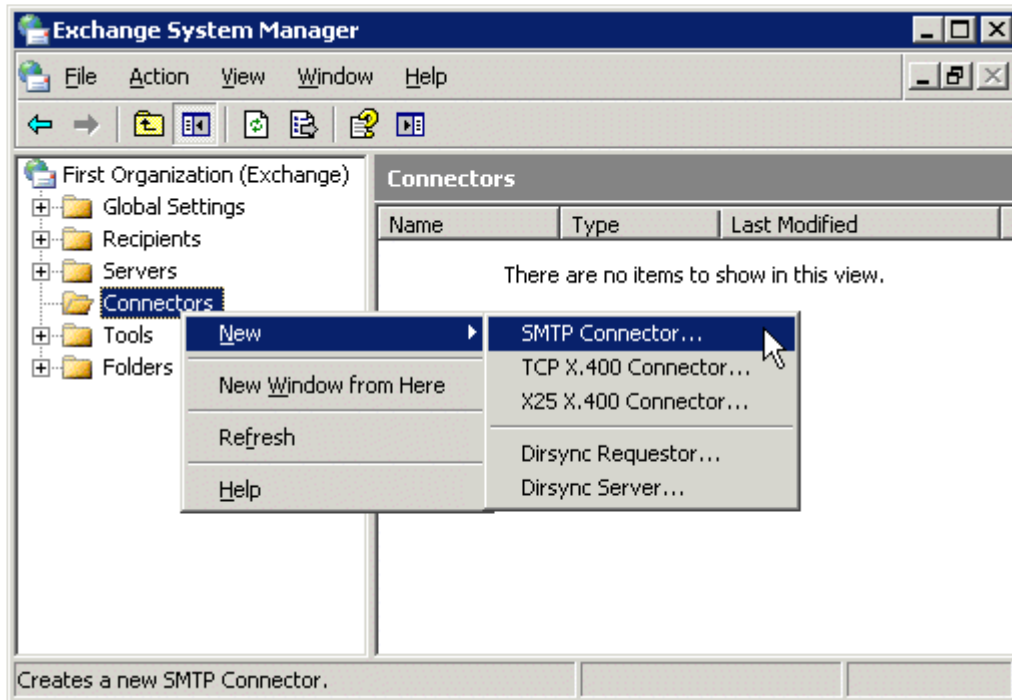 Exchange System Manager
File Action View Window Help
First Organization (Exchange)
Global Settings
Recipients
Servers
Connectors
Tools
Folders
Connectors
Name Type Last Modified
There are no items to show in this view.
New
New Window from Here
Refresh
Help
SMTP Connector...
TCP X.400 Connector...
X25 X.400 Connector...
Dirsync Requestor...
Dirsync Server...
Creates a new SMTP Connector.